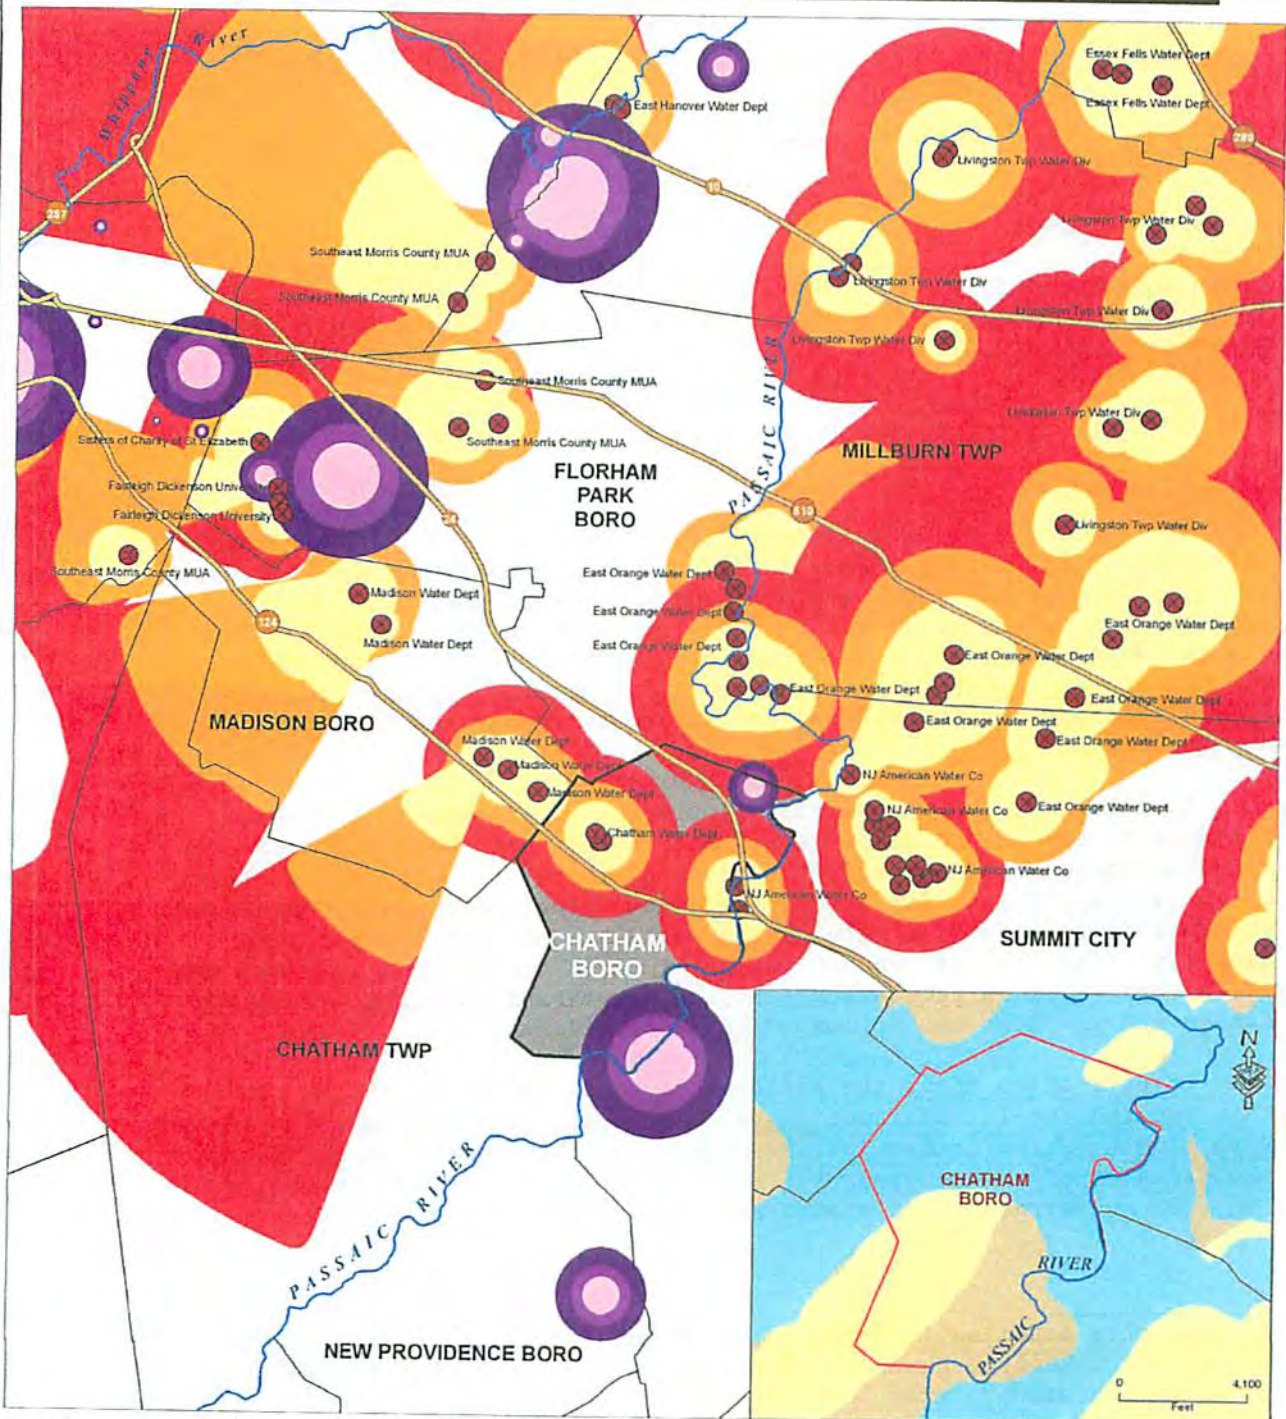 Whippany River
Essex Fells Water Dept
Essex Fells Water Dept
East Hanover Water Dept
280
Livingston Twp Water Div
10
287
Livingston Twp Water Div
Southeast Morris County MUA
Southeast Morris County MUA
Livingston Twp Water Div
Livingston Twp Water Div
Livingston Twp Water Div
Southeast Morris County MUA
Livingston Twp Water Div
Sisters of Charity of St Elizabeth
Southeast Morris County MUA
MILLBURN TWP
PASSAIC RIVER
FLORHAM
PARK
BORO
Fairleigh Dickenson University
Fairleigh Dickenson University
24
510
Livingston Twp Water Div
Southeast Morris County MUA
East Orange Water Dept
Madison Water Dept
East Orange Water Dept
124
East Orange Water Dept
Madison Water Dept
East Orange Water Dept
East Orange Water Dept
East Orange Water Dept
East Orange Water Dept
MADISON BORO
East Orange Water Dept
Madison Water Dept
East Orange Water Dept
Madison Water Dept
NJ American Water Co
Madison Water Dept
East Orange Water Dept
NJ American Water Co
Chatham Water Dept
NJ American Water Co
NJ American Water Co
CHATHAM
BORO
SUMMIT CITY
CHATHAM TWP
PASSAIC RIVER
NEW PROVIDENCE BORO
N
CHATHAM
BORO
RIVER
PASSAIC
0 4,100
Feet